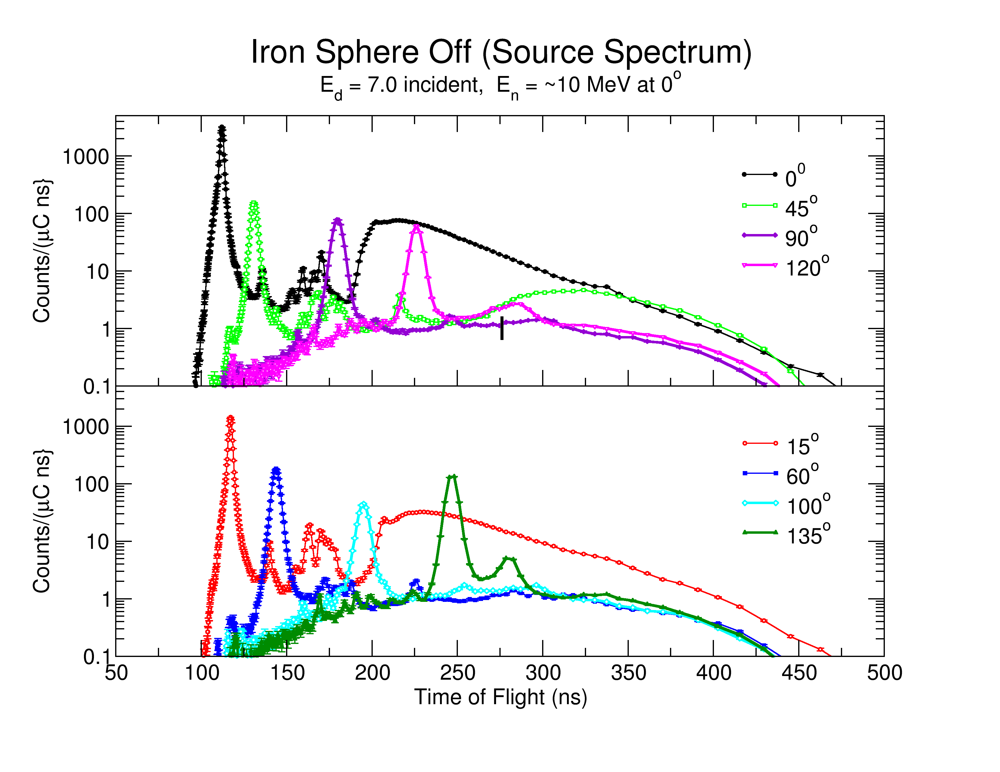 Iron Sphere Off (Source Spectrum)
E_d = 7.0 incident, E_n = ~10 MeV at 0^o
Counts/(μC ns}
1000
100
10
1
0.1
0^0
45^o
90^o
120^o
Counts/(μC ns}
1000
100
10
1
0.1
15^o
60^o
100^o
135^o
50 100 150 200 250 300 350 400 450 500
Time of Flight (ns)